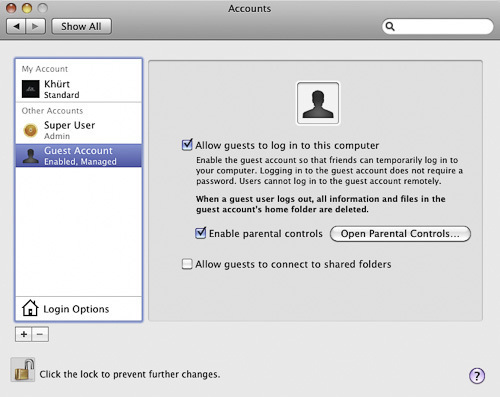 Accounts
Show All
My Account
Khürt
Standard
Other Accounts
Super User
Admin
Guest Account
Enabled, Managed
Login Options
+ −
Allow guests to log in to this computer
Enable the guest account so that friends can temporarily log in to
your computer. Logging in to the guest account does not require a
password. Users cannot log in to the guest account remotely.
When a guest user logs out, all information and files in the
guest account's home folder are deleted.
Enable parental controls
Open Parental Controls...
Allow guests to connect to shared folders
Click the lock to prevent further changes.
?